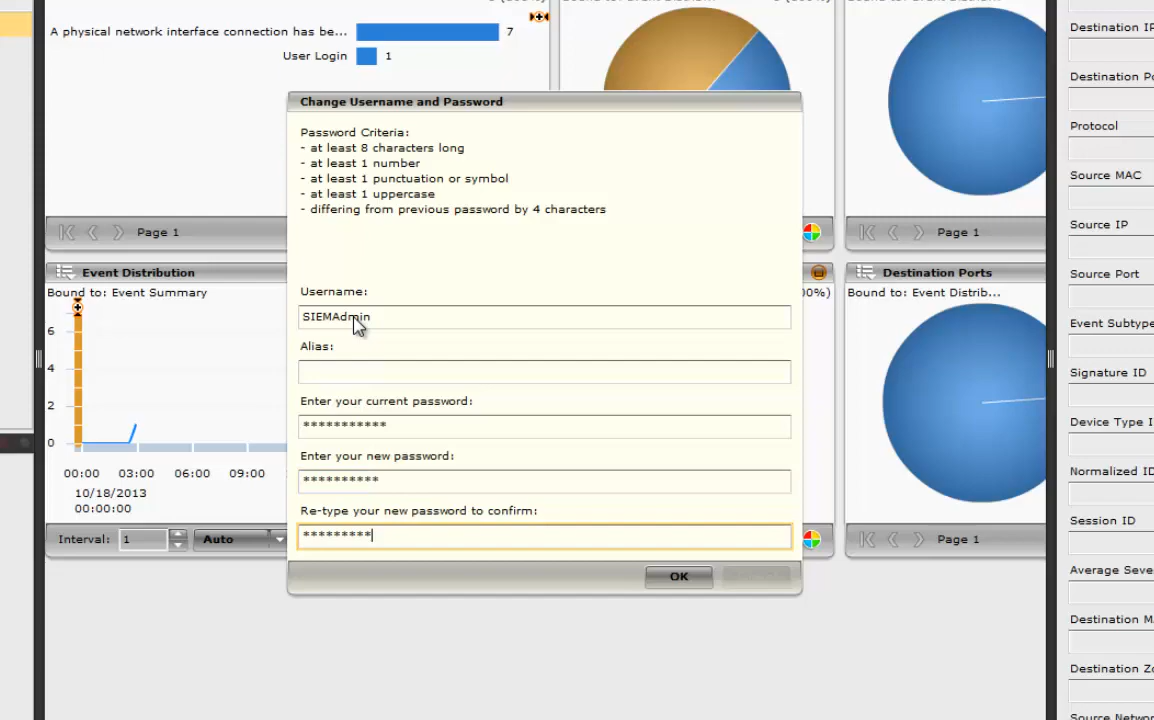 A physical network interface connection has be... 7
User Login 1
Page 1
Event Distribution
Bound to: Event Summary
6
4
2
0
00:00 03:00 06:00 09:00
10/18/2013
00:00:00
Interval: 1 Auto
Change Username and Password
Password Criteria:
- at least 8 characters long
- at least 1 number
- at least 1 punctuation or symbol
- at least 1 uppercase
- differing from previous password by 4 characters
Username:
SIEMAdmin
Alias:
Enter your current password:
***********
Enter your new password:
**********
Re-type your new password to confirm:
*********
OK
00%)
Page 1
Destination Ports
Bound to: Event Distrib...
Page 1
Destination IP
Destination Po
Protocol
Source MAC
Source IP
Source Port
Event Subtype
Signature ID
Device Type I
Normalized ID
Session ID
Average Seve
Destination M
Destination Zo
Source Networ